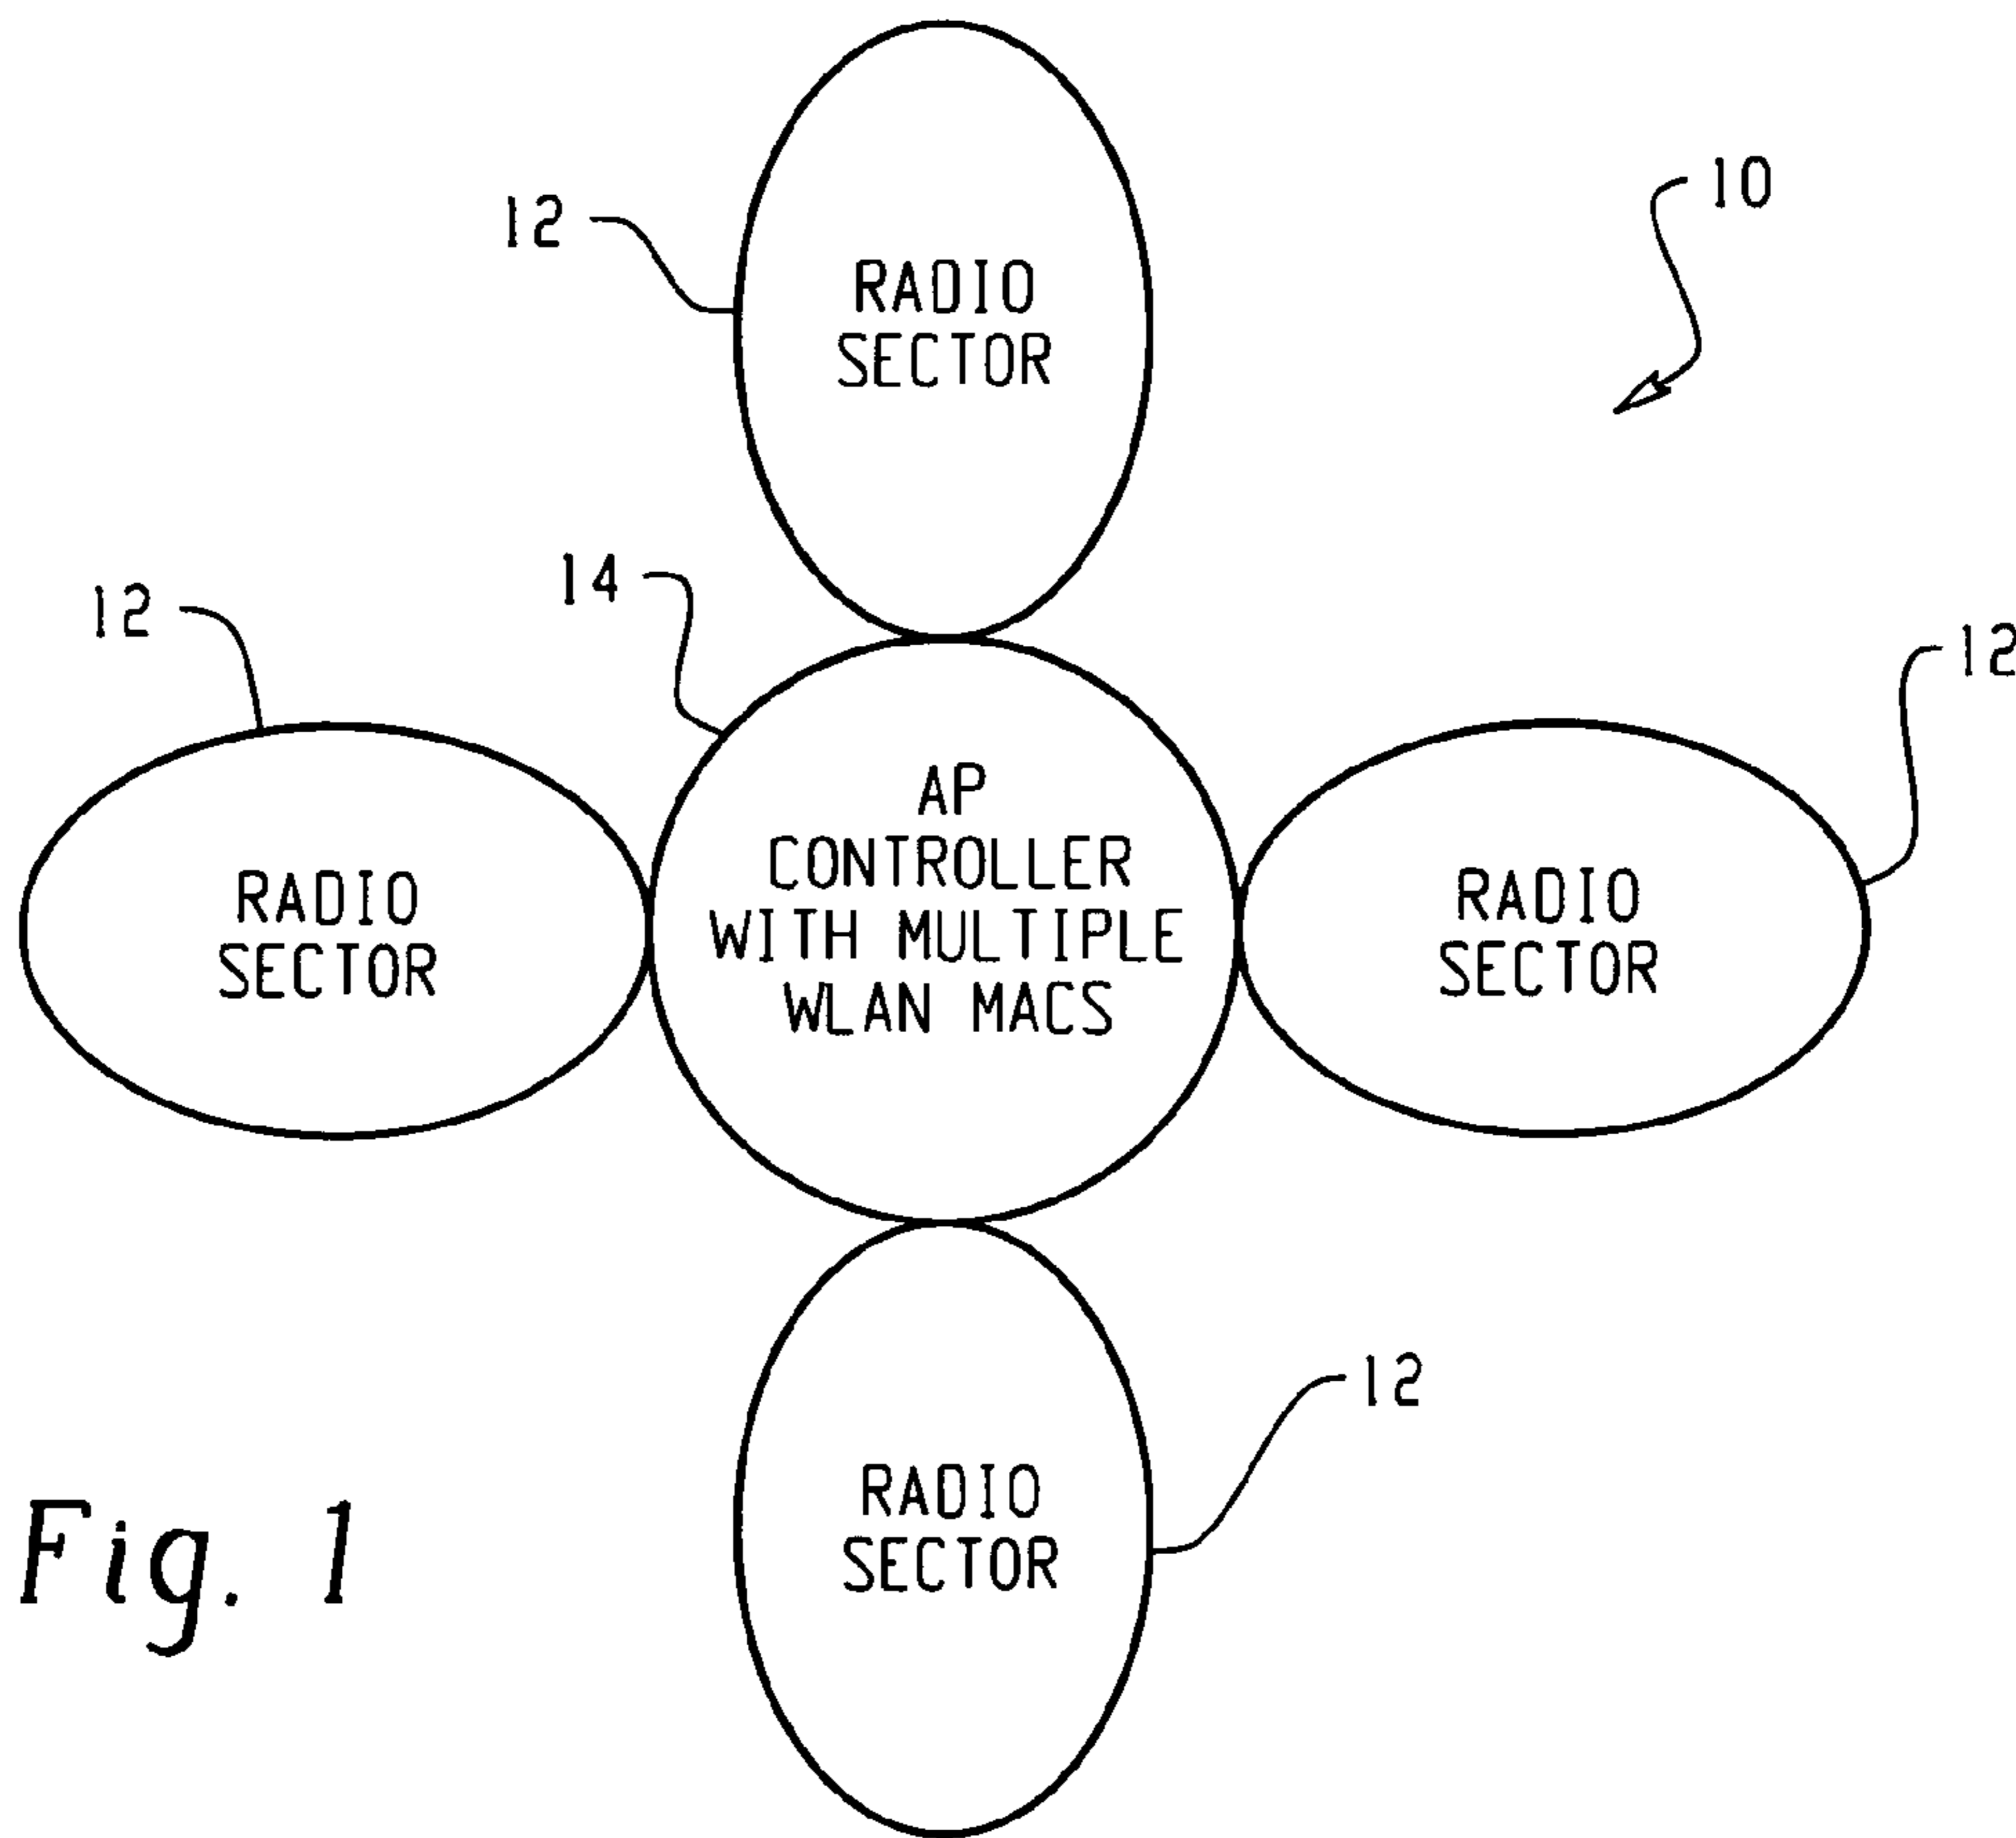 10
12
RADIO
SECTOR
14
12
12
AP
CONTROLLER
WITH MULTIPLE
WLAN MACS
RADIO
SECTOR
RADIO
SECTOR
12
RADIO
SECTOR
Fig. 1